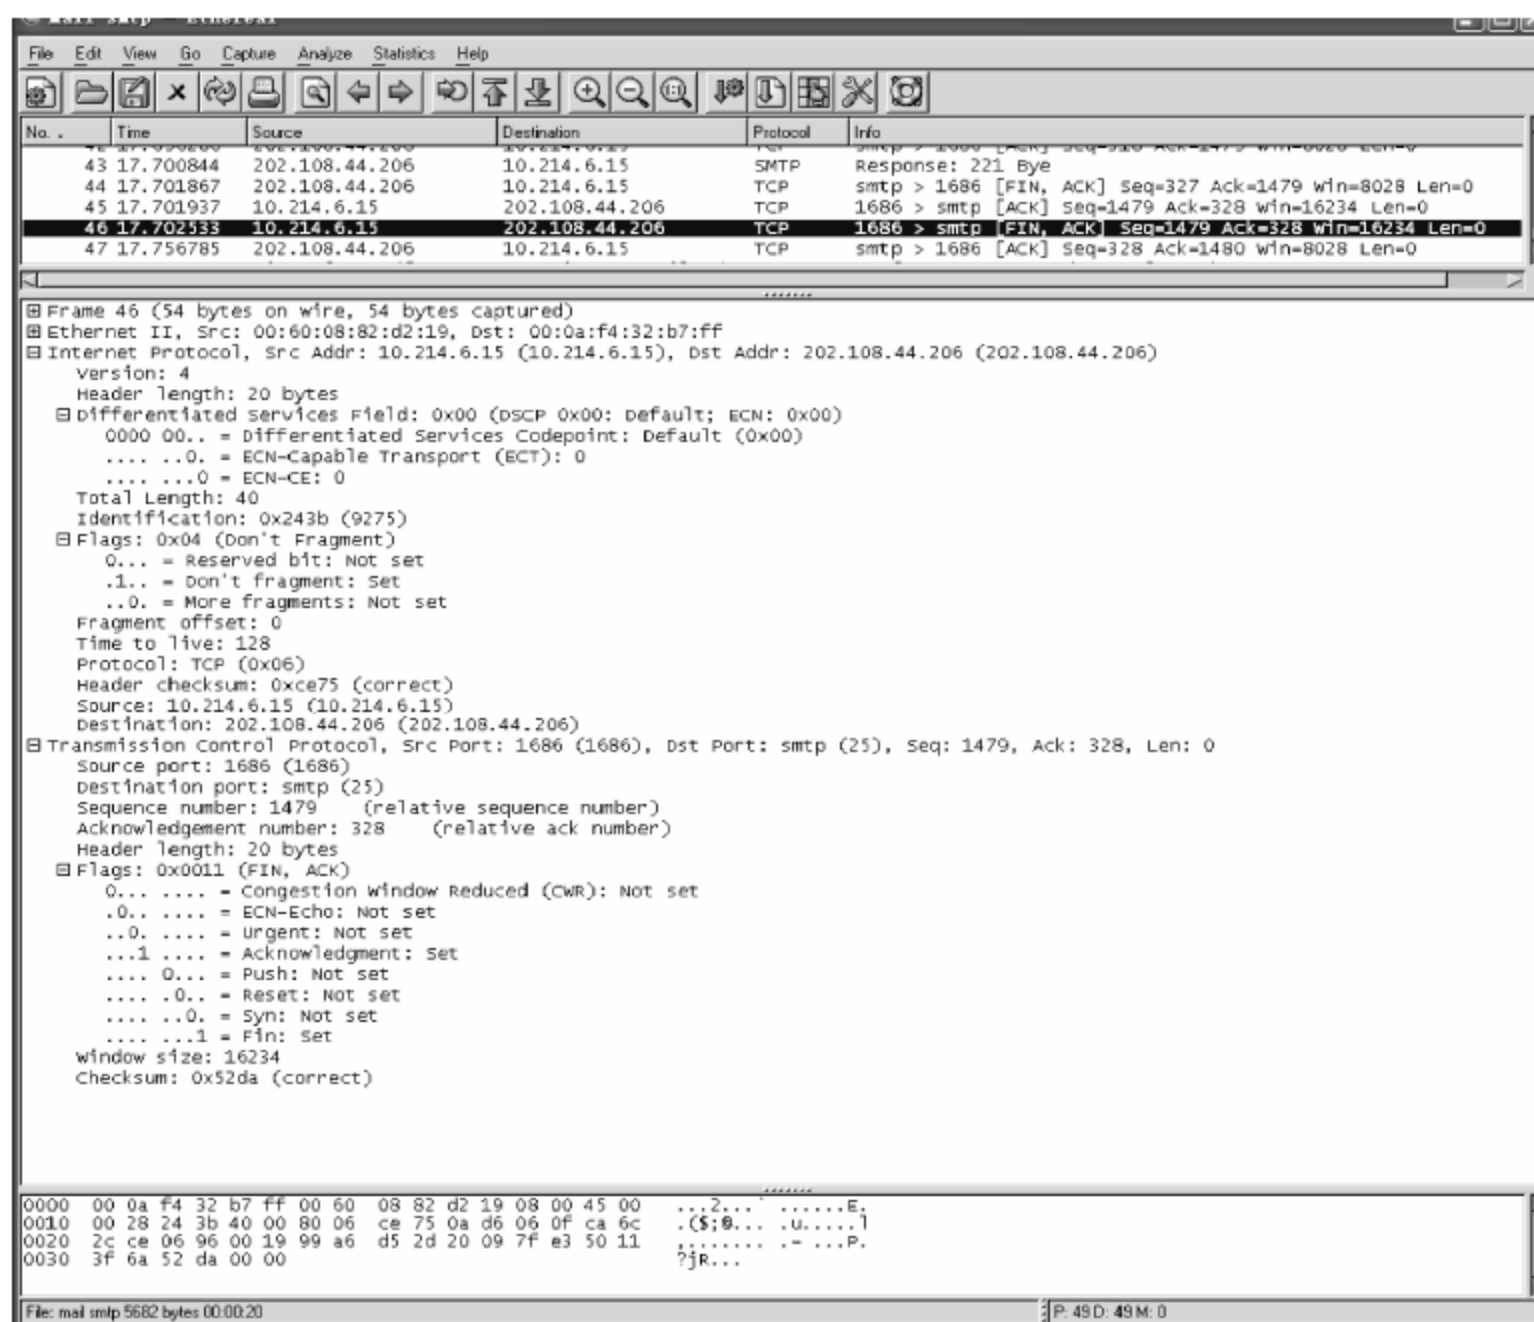 Mail smtp - Ethereal
File Edit View Go Capture Analyze Statistics Help
No. . Time Source Destination Protocol Info
43 17.700844 202.108.44.206 10.214.6.15 SMTP Response: 221 Bye
44 17.701867 202.108.44.206 10.214.6.15 TCP smtp > 1686 [FIN, ACK] Seq=327 Ack=1479 Win=8028 Len=0
45 17.701937 10.214.6.15 202.108.44.206 TCP 1686 > smtp [ACK] Seq=1479 Ack=328 Win=16234 Len=0
46 17.702533 10.214.6.15 202.108.44.206 TCP 1686 > smtp [FIN, ACK] Seq=1479 Ack=328 Win=16234 Len=0
47 17.756785 202.108.44.206 10.214.6.15 TCP smtp > 1686 [ACK] Seq=328 Ack=1480 Win=8028 Len=0
Frame 46 (54 bytes on wire, 54 bytes captured)
Ethernet II, Src: 00:60:08:82:d2:19, Dst: 00:0a:f4:32:b7:ff
Internet Protocol, Src Addr: 10.214.6.15 (10.214.6.15), Dst Addr: 202.108.44.206 (202.108.44.206)
Version: 4
Header length: 20 bytes
Differentiated Services Field: 0x00 (DSCP 0x00: Default; ECN: 0x00)
0000 00.. = Differentiated Services Codepoint: Default (0x00)
.... ..0. = ECN-Capable Transport (ECT): 0
.... ...0 = ECN-CE: 0
Total Length: 40
Identification: 0x243b (9275)
Flags: 0x04 (Don't Fragment)
0... = Reserved bit: Not set
.1.. = Don't fragment: Set
..0. = More fragments: Not set
Fragment offset: 0
Time to live: 128
Protocol: TCP (0x06)
Header checksum: 0xce75 (correct)
Source: 10.214.6.15 (10.214.6.15)
Destination: 202.108.44.206 (202.108.44.206)
Transmission Control Protocol, Src Port: 1686 (1686), Dst Port: smtp (25), Seq: 1479, Ack: 328, Len: 0
Source port: 1686 (1686)
Destination port: smtp (25)
Sequence number: 1479 (relative sequence number)
Acknowledgement number: 328 (relative ack number)
Header length: 20 bytes
Flags: 0x0011 (FIN, ACK)
0... .... = Congestion Window Reduced (CWR): Not set
.0.. .... = ECN-Echo: Not set
..0. .... = Urgent: Not set
...1 .... = Acknowledgment: Set
.... 0... = Push: Not set
.... .0.. = Reset: Not set
.... ..0. = Syn: Not set
.... ...1 = Fin: Set
Window size: 16234
Checksum: 0x52da (correct)
0000 00 0a f4 32 b7 ff 00 60 08 82 d2 19 08 00 45 00 ...2...` ......E.
0010 00 28 24 3b 40 00 80 06 ce 75 0a d6 06 0f ca 6c .($;@... .u.....l
0020 2c ce 06 96 00 19 99 a6 d5 2d 20 09 7f e3 50 11 ,....... .- ...P.
0030 3f 6a 52 da 00 00 ?jR...
File: mail smtp 5682 bytes 00:00:20 P: 49 D: 49 M: 0